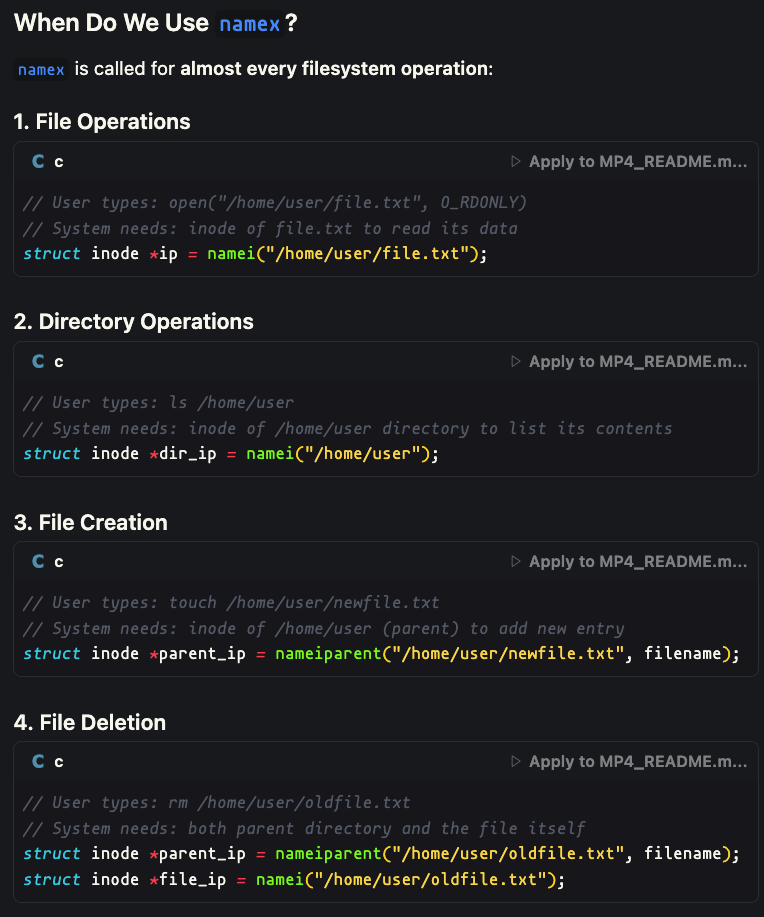 When Do We Use namex?
namex is called for almost every filesystem operation:
1. File Operations
C c
Apply to MP4_README.m...
// User types: open("/home/user/file.txt", O_RDONLY)
// System needs: inode of file.txt to read its data
struct inode *ip = namei("/home/user/file.txt");
2. Directory Operations
C c
Apply to MP4_README.m...
// User types: ls /home/user
// System needs: inode of /home/user directory to list its contents
struct inode *dir_ip = namei("/home/user");
3. File Creation
C c
Apply to MP4_README.m...
// User types: touch /home/user/newfile.txt
// System needs: inode of /home/user (parent) to add new entry
struct inode *parent_ip = nameiparent("/home/user/newfile.txt", filename);
4. File Deletion
C c
Apply to MP4_README.m...
// User types: rm /home/user/oldfile.txt
// System needs: both parent directory and the file itself
struct inode *parent_ip = nameiparent("/home/user/oldfile.txt", filename);
struct inode *file_ip = namei("/home/user/oldfile.txt");